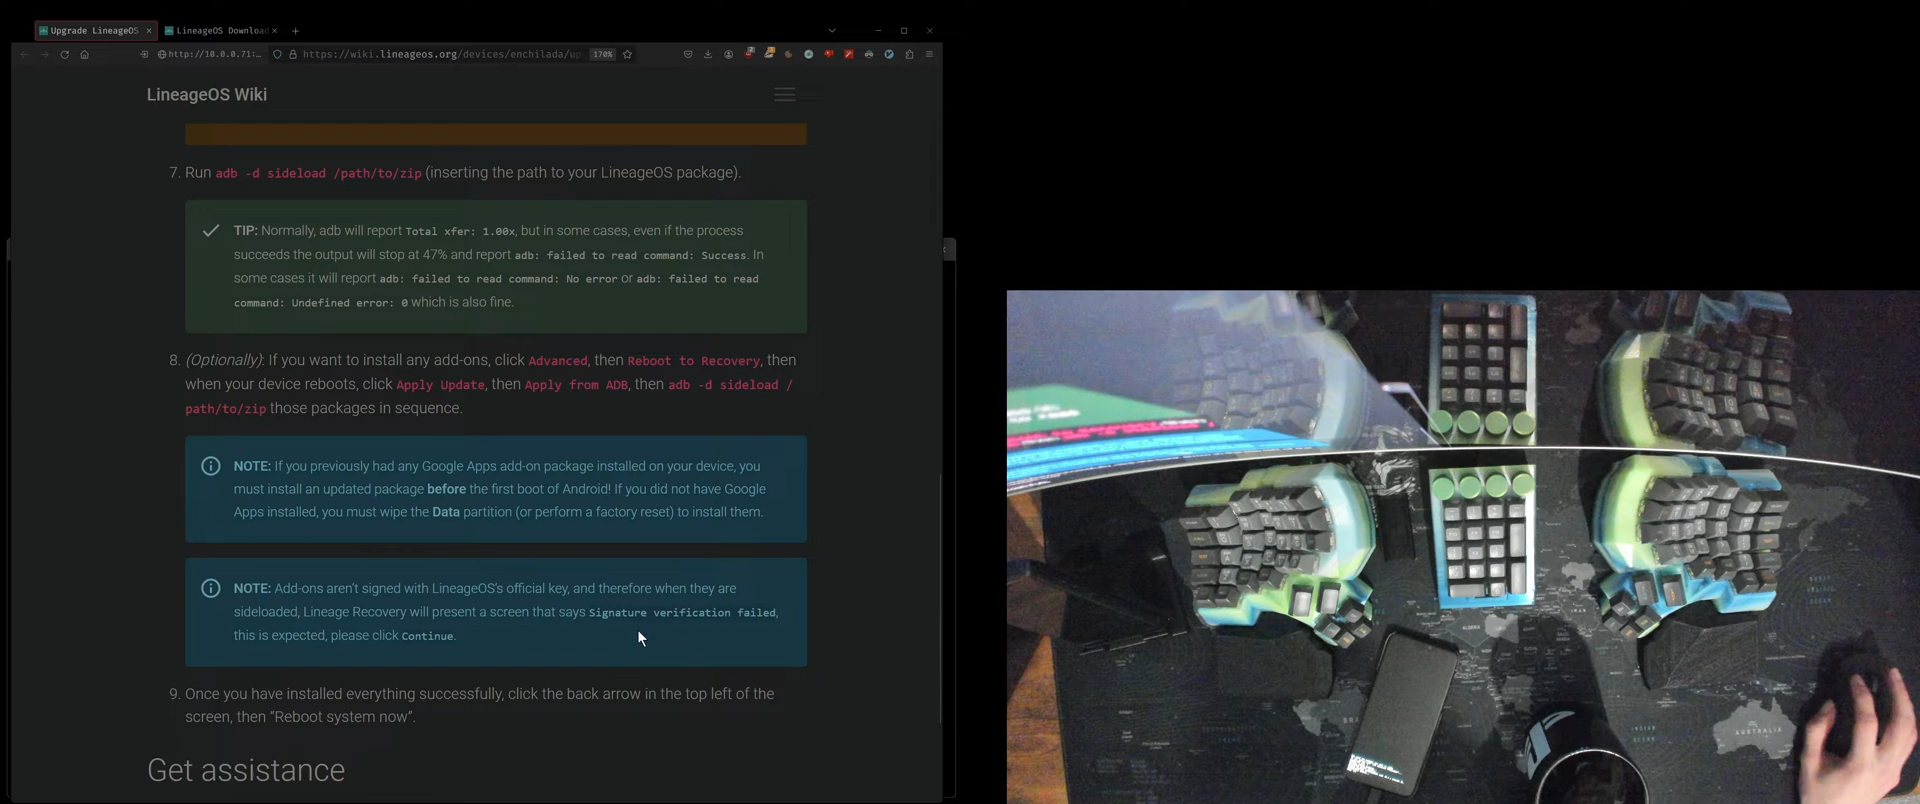 Upgrade LineageOS
LineageOS Download
http://10.0.0.71:...
https://wiki.lineageos.org/devices/enchilada/up
170%
LineageOS Wiki
7. Run adb -d sideload /path/to/zip (inserting the path to your LineageOS package).
TIP: Normally, adb will report Total xfer: 1.00x, but in some cases, even if the process
succeeds the output will stop at 47% and report adb: failed to read command: Success. In
some cases it will report adb: failed to read command: No error or adb: failed to read
command: Undefined error: 0 which is also fine.
8. (Optionally): If you want to install any add-ons, click Advanced, then Reboot to Recovery, then
when your device reboots, click Apply Update, then Apply from ADB, then adb -d sideload /
path/to/zip those packages in sequence.
NOTE: If you previously had any Google Apps add-on package installed on your device, you
must install an updated package before the first boot of Android! If you did not have Google
Apps installed, you must wipe the Data partition (or perform a factory reset) to install them.
NOTE: Add-ons aren't signed with LineageOS's official key, and therefore when they are
sideloaded, Lineage Recovery will present a screen that says Signature verification failed,
this is expected, please click Continue.
9. Once you have installed everything successfully, click the back arrow in the top left of the
screen, then “Reboot system now”.
Get assistance
ALGERIA
AUSTRALIA